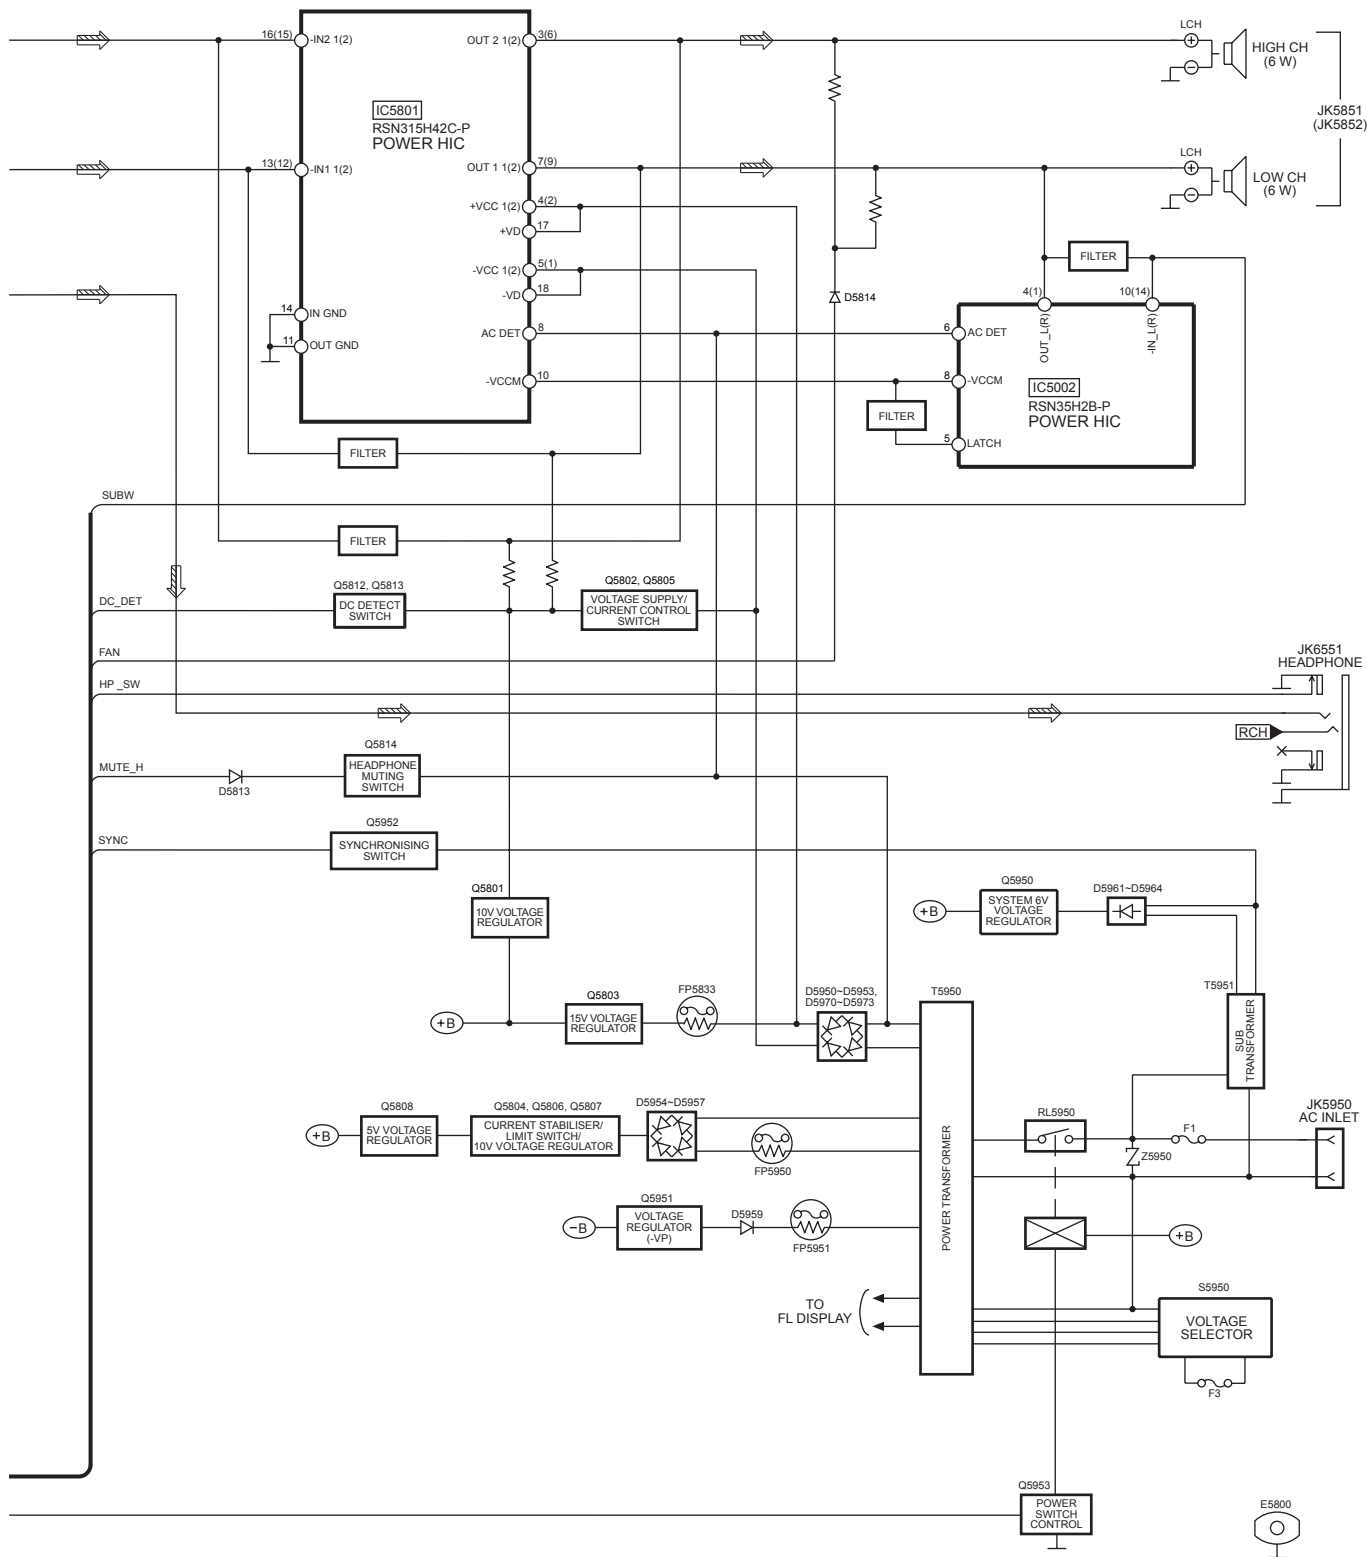 16(15)
-IN2 1(2)
OUT 2 1(2)
3(6)
LCH
+
−
HIGH CH
(6 W)
IC5801
RSN315H42C-P
POWER HIC
JK5851
(JK5852)
13(12)
-IN1 1(2)
OUT 1 1(2)
7(9)
LCH
+
−
LOW CH
(6 W)
+VCC 1(2)
4(2)
+VD
17
-VCC 1(2)
5(1)
-VD
18
FILTER
4(1)
10(14)
D5814
14
IN GND
11
OUT GND
AC DET
8
6
AC DET
OUT_L(R)
-IN_L(R)
-VCCM
10
8
-VCCM
IC5002
RSN35H2B-P
POWER HIC
FILTER
5
LATCH
FILTER
SUBW
FILTER
Q5812, Q5813
Q5802, Q5805
DC_DET
DC DETECT
SWITCH
VOLTAGE SUPPLY/
CURRENT CONTROL
SWITCH
FAN
JK6551
HEADPHONE
HP _SW
RCH
Q5814
MUTE_H
D5813
HEADPHONE
MUTING
SWITCH
Q5952
SYNC
SYNCHRONISING
SWITCH
Q5801
10V VOLTAGE
REGULATOR
Q5950
D5961~D5964
+B
SYSTEM 6V
VOLTAGE
REGULATOR
T5951
SUB
TRANSFORMER
Q5803
FP5833
D5950~D5953,
D5970~D5973
T5950
+B
15V VOLTAGE
REGULATOR
Q5808
Q5804, Q5806, Q5807
D5954~D5957
RL5950
JK5950
AC INLET
+B
5V VOLTAGE
REGULATOR
CURRENT STABILISER/
LIMIT SWITCH/
10V VOLTAGE REGULATOR
FP5950
F1
Z5950
POWER TRANSFORMER
Q5951
D5959
−B
VOLTAGE
REGULATOR
(-VP)
FP5951
+B
TO
FL DISPLAY
S5950
VOLTAGE
SELECTOR
F3
Q5953
POWER
SWITCH
CONTROL
E5800